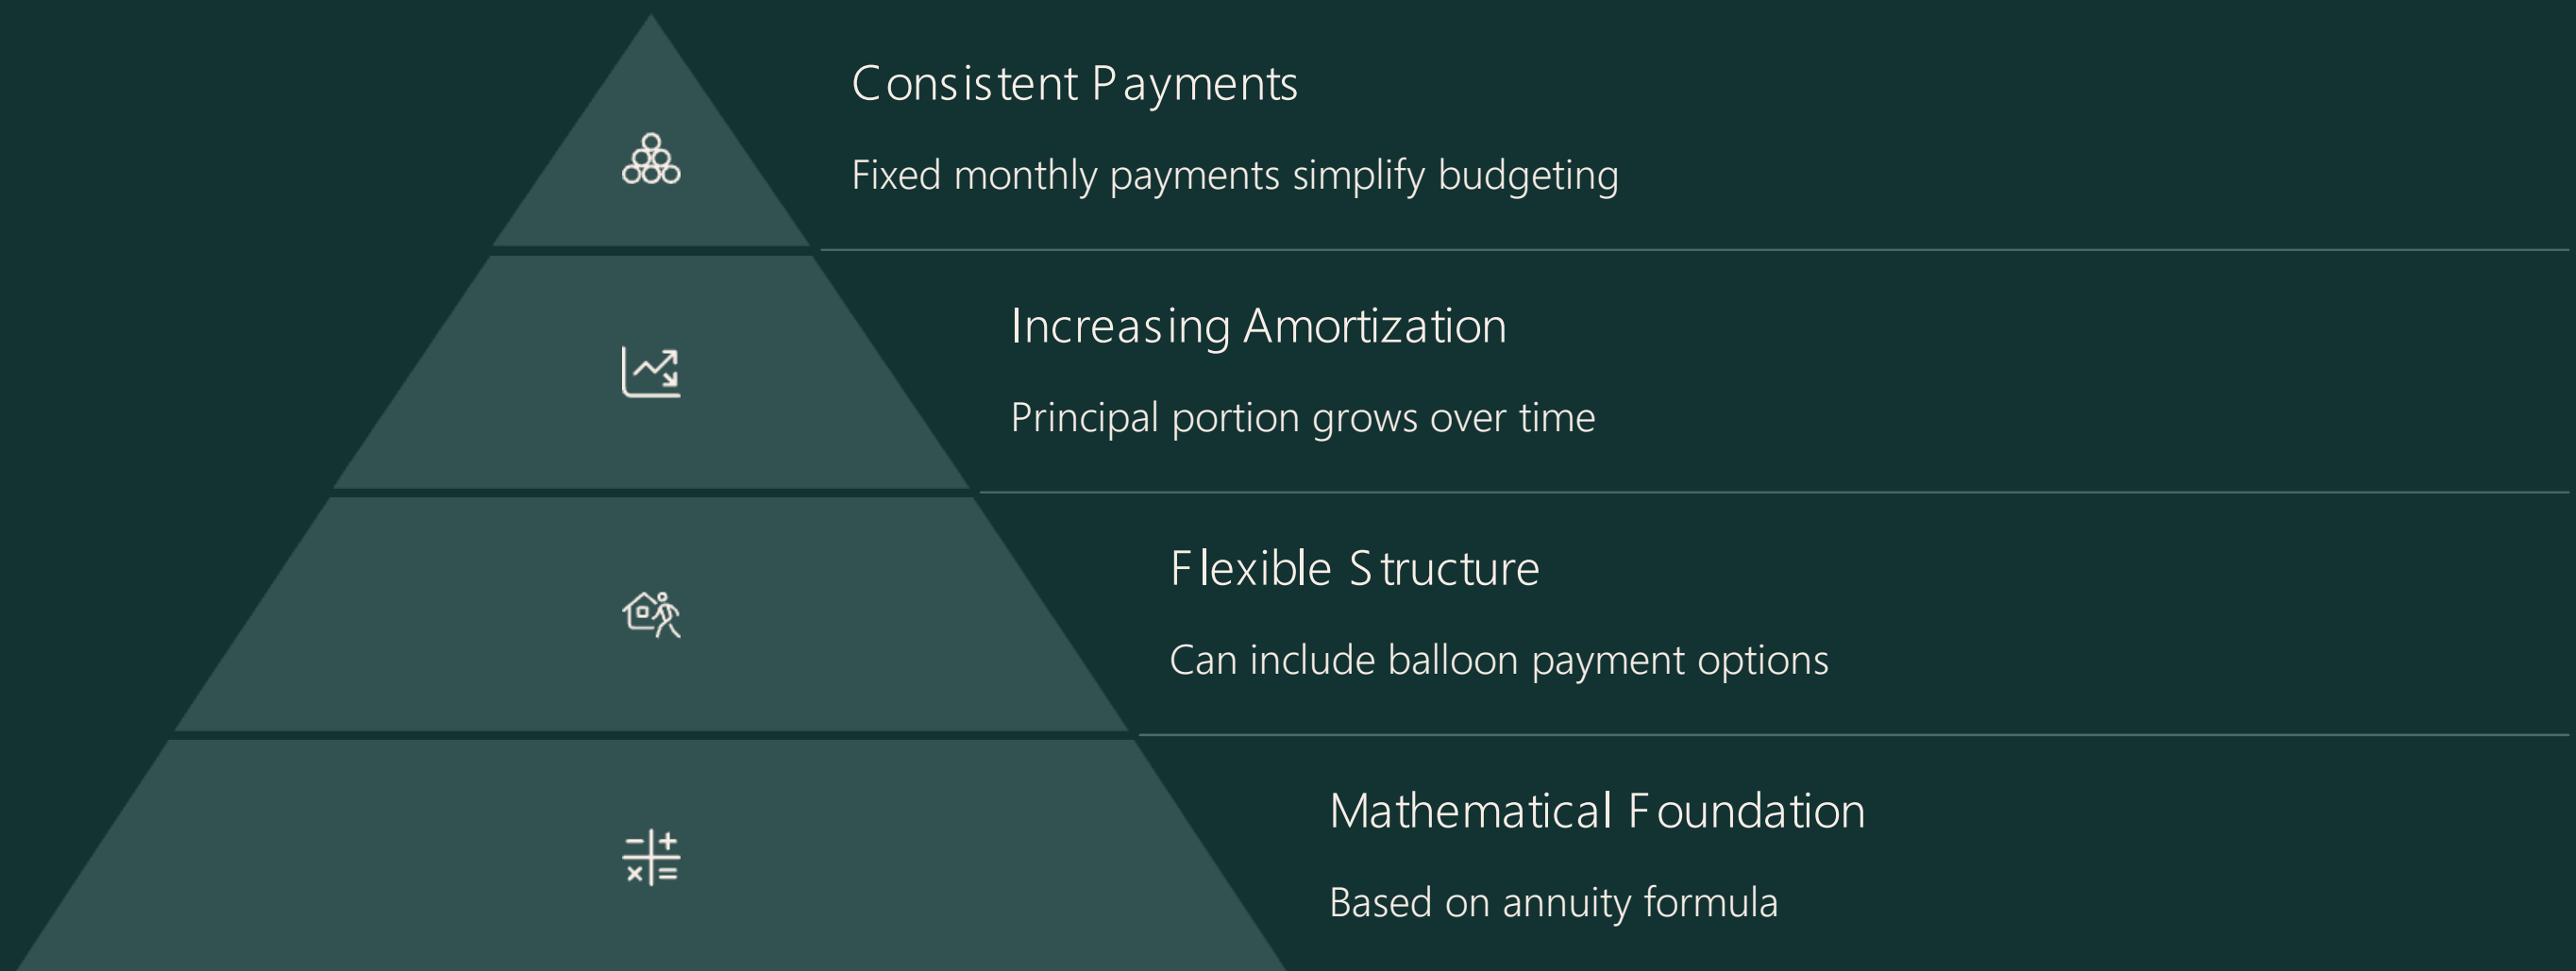 Consistent Payments
Fixed monthly payments simplify budgeting
Increasing Amortization
Principal portion grows over time
Flexible Structure
Can include balloon payment options
Mathematical Foundation
Based on annuity formula